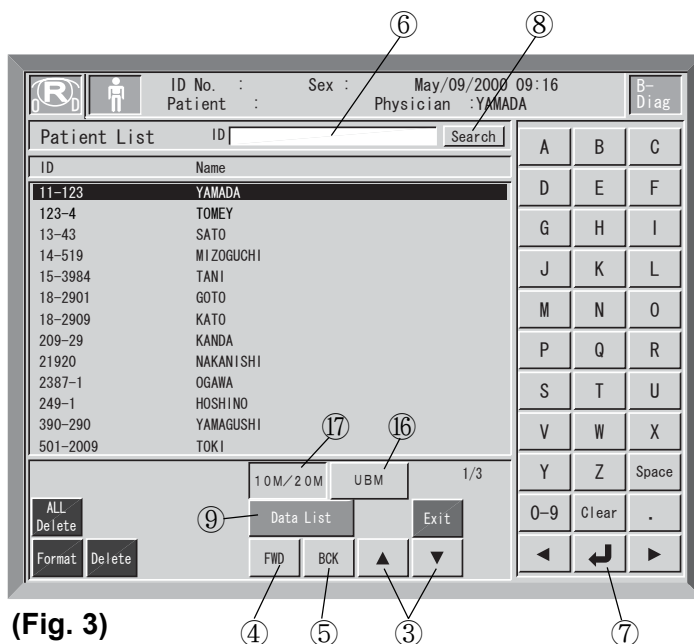 ⑥ ⑧
O R D ID No. : Sex : May/09/2000 09:16 B-
Patient : Physician :YAMADA Diag
Patient List ID Search
ID Name
11-123 YAMADA
123-4 TOMEY
13-43 SATO
14-519 MIZOGUCHI
15-3984 TANI
18-2901 GOTO
18-2909 KATO
209-29 KANDA
21920 NAKANISHI
2387-1 OGAWA
249-1 HOSHINO
390-290 YAMAGUSHI
501-2009 TOKI
A B C
D E F
G H I
J K L
M N O
P Q R
S T U
V W X
Y Z Space
0-9 Clear .
◀ ↵ ▶
⑰ ⑯
10M/20M UBM 1/3
ALL
Delete
⑨ Data List Exit
Format Delete FWD BCK ▲ ▼
(Fig. 3) ④ ⑤ ③ ⑦